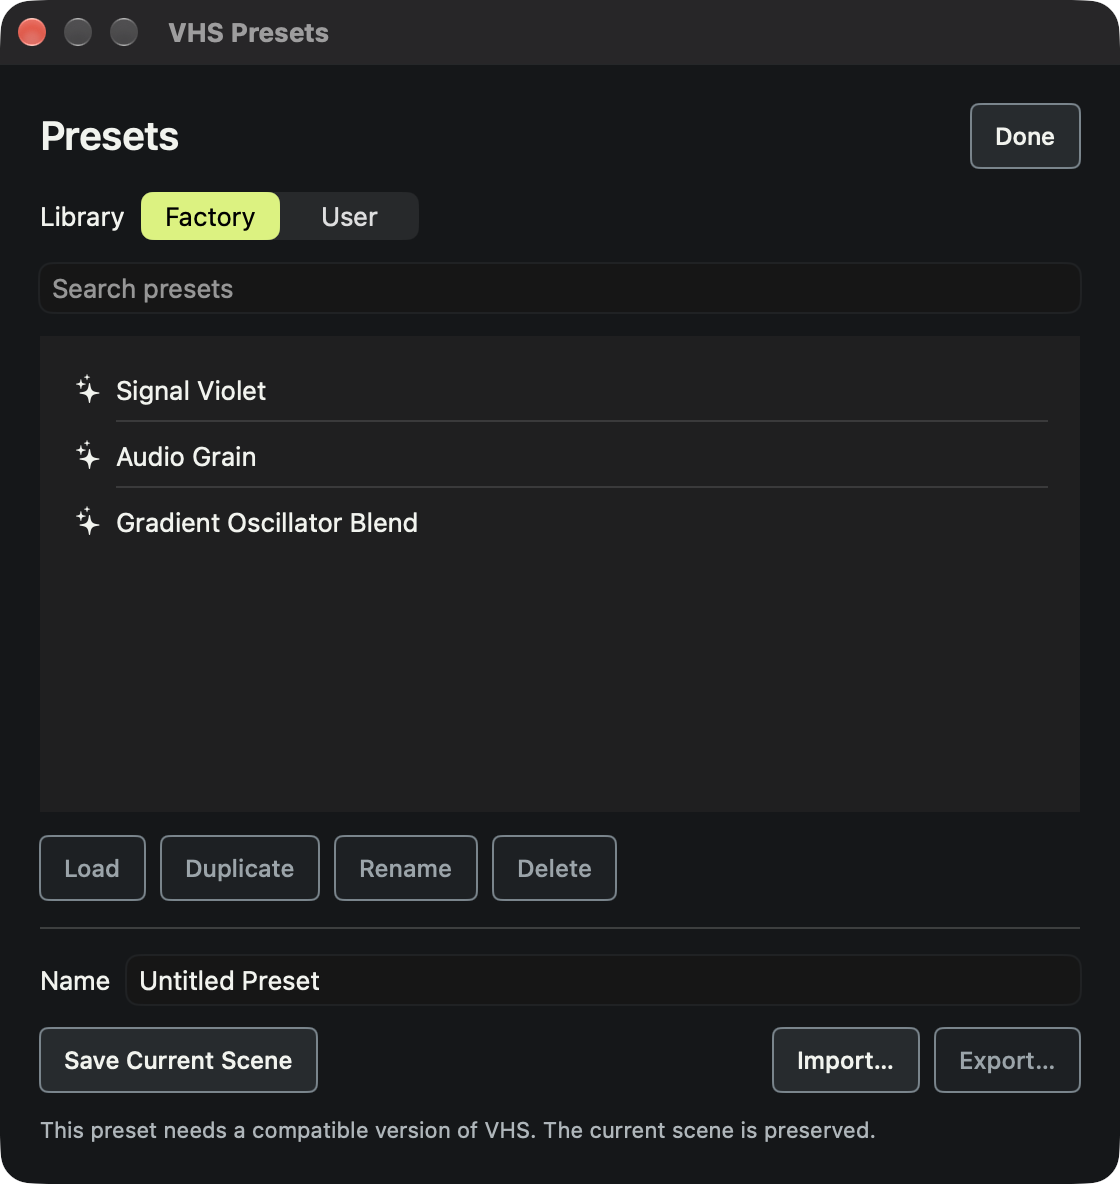 VHS Presets
Presets
Done
Library
Factory
User
Search presets
Signal Violet
Audio Grain
Gradient Oscillator Blend
Load
Duplicate
Rename
Delete
Name
Untitled Preset
Save Current Scene
Import...
Export...
This preset needs a compatible version of VHS. The current scene is preserved.